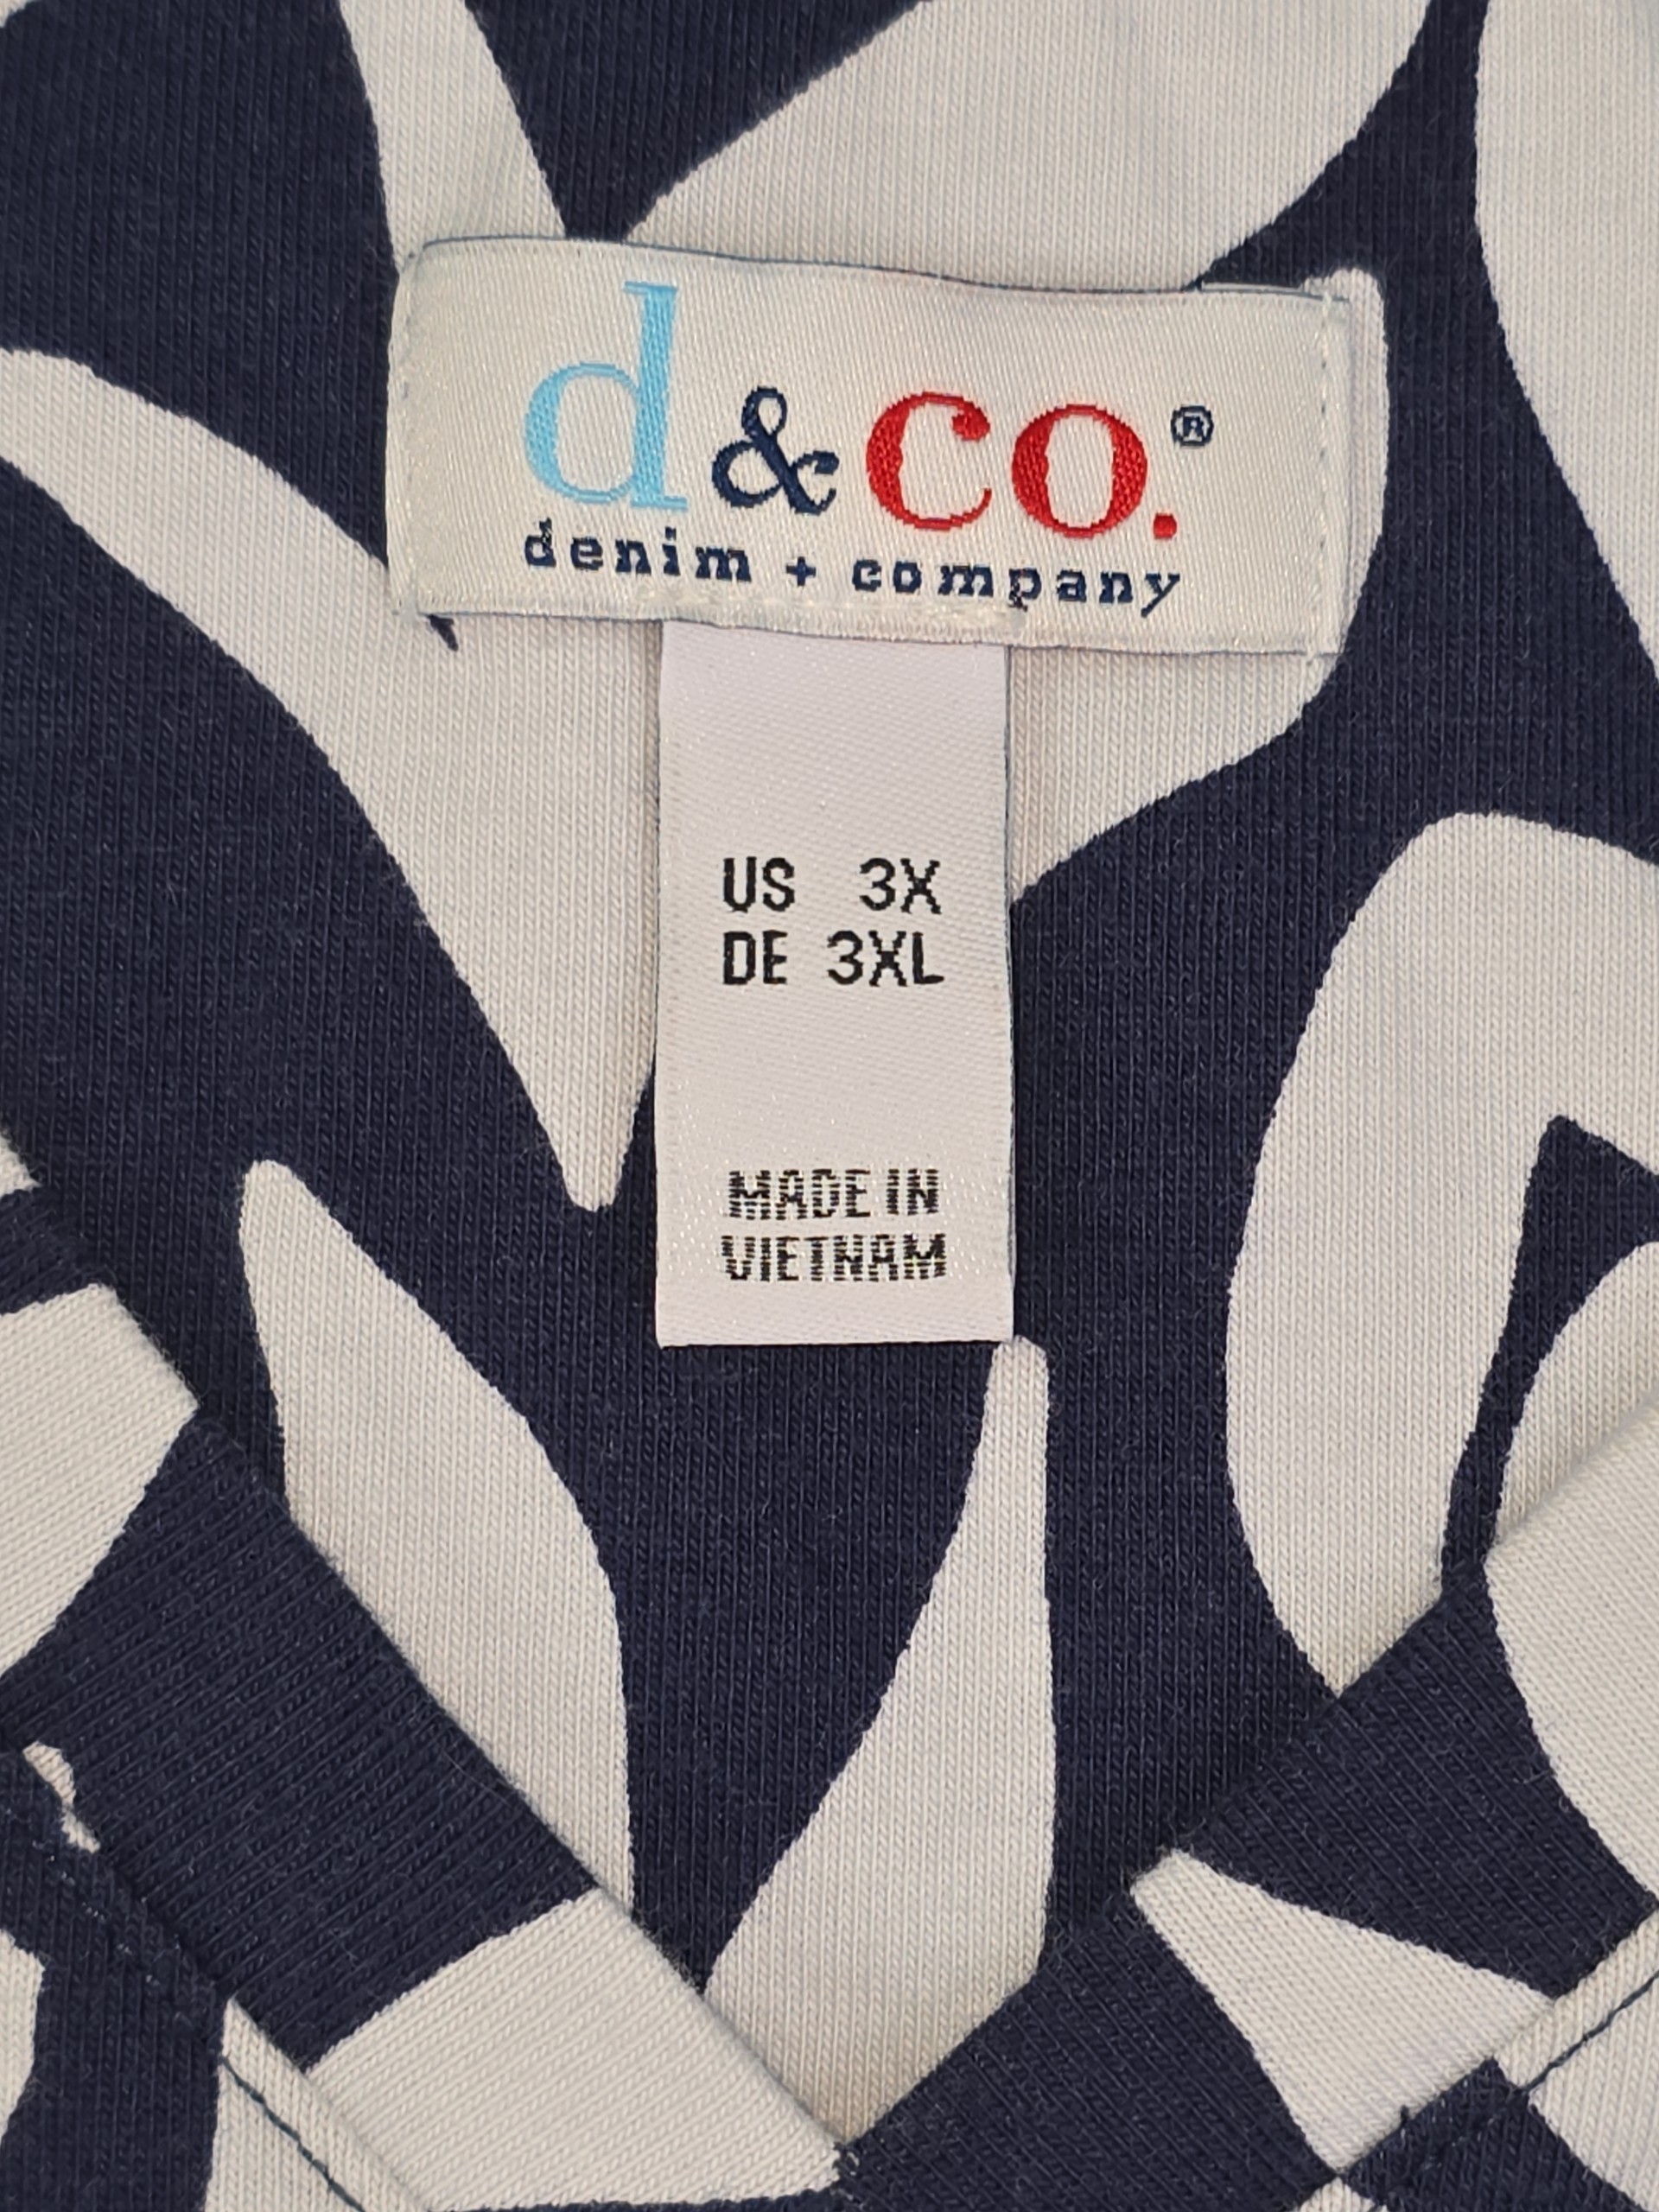 d&co.®
denim + company
US 3X
DE 3XL
MADE IN
VIETNAM